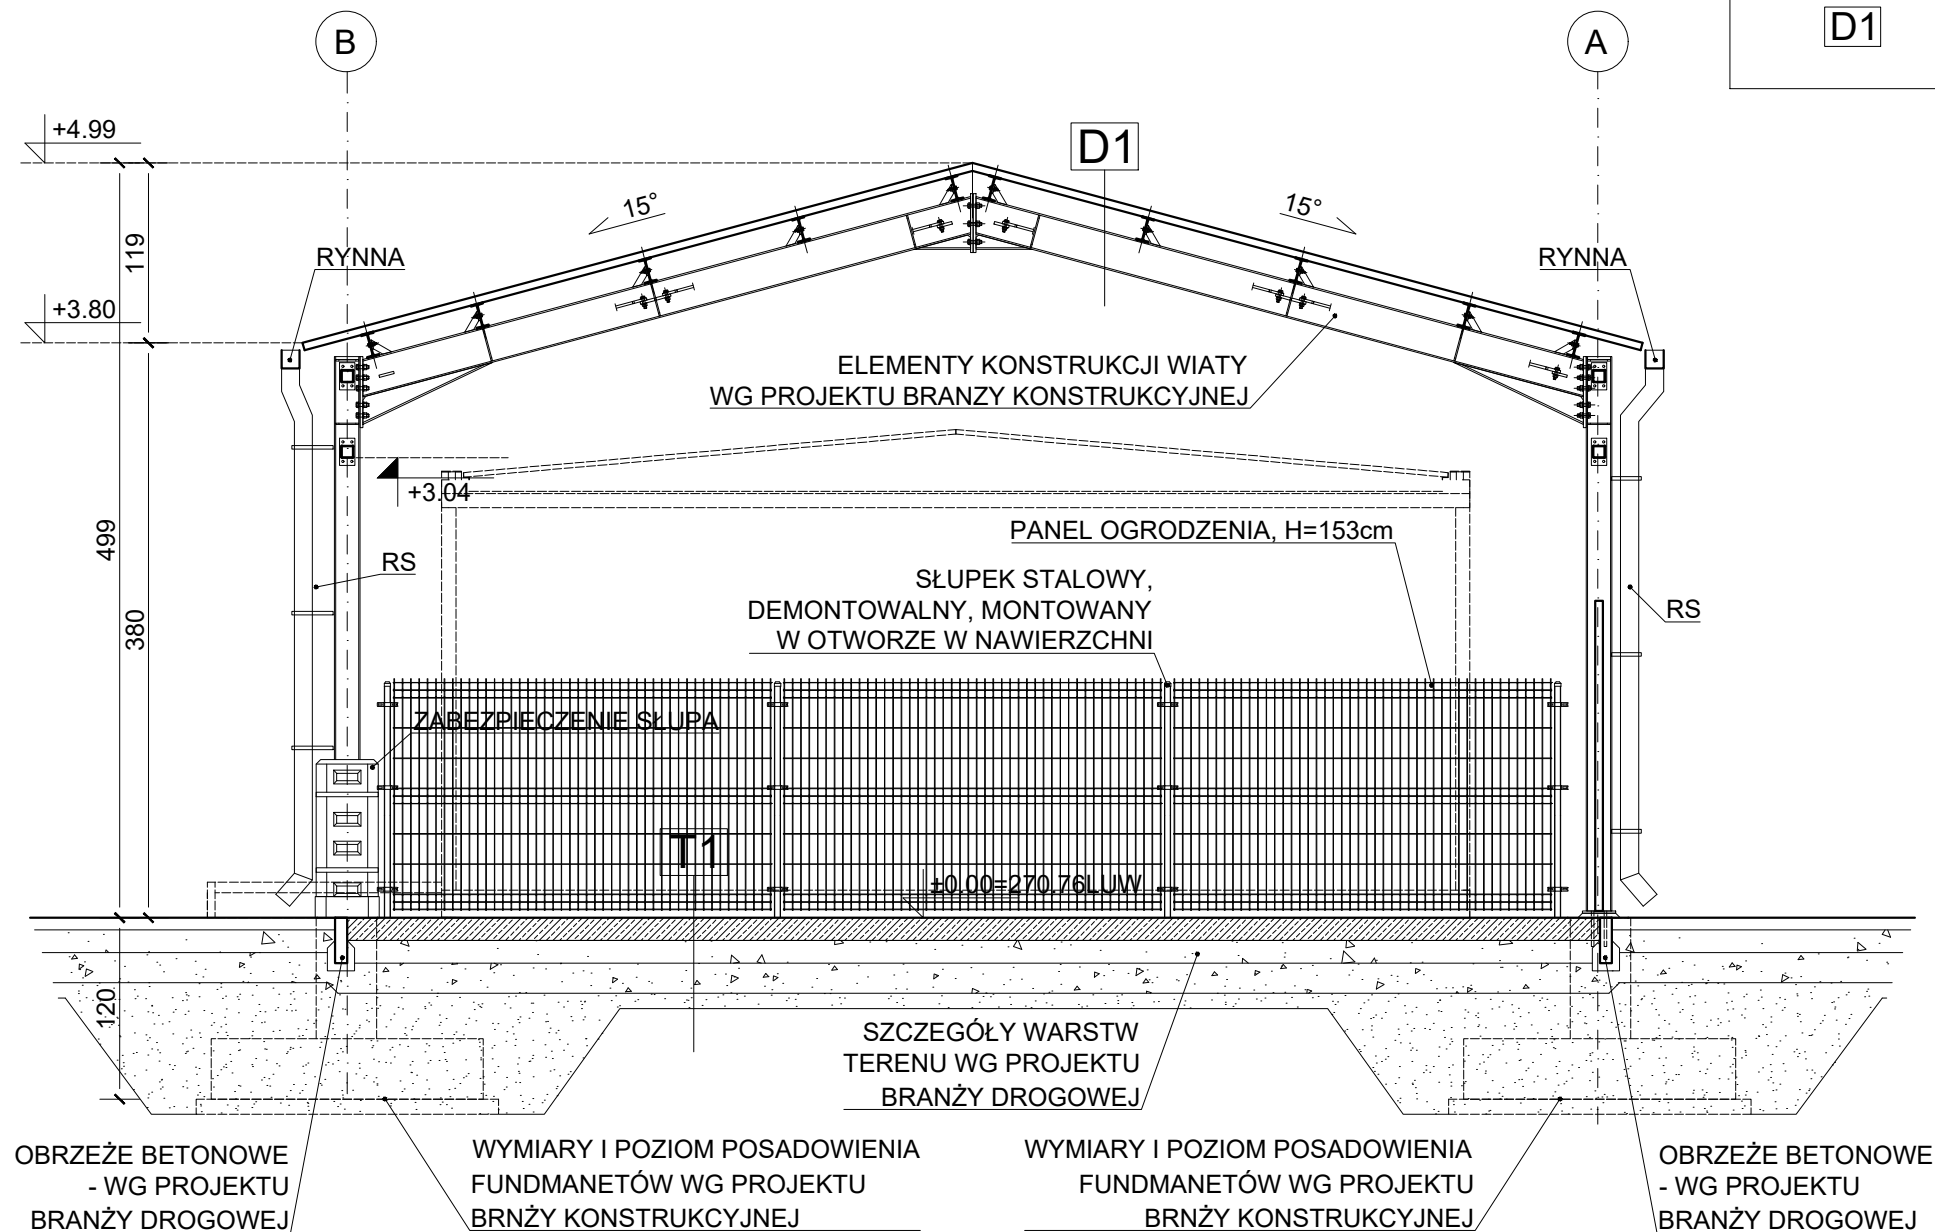 B
A
D1
+4.99
D1
15°
15°
119
RYNNA
RYNNA
+3.80
ELEMENTY KONSTRUKCJI WIATY
WG PROJEKTU BRANZY KONSTRUKCYJNEJ
+3.04
499
PANEL OGRODZENIA, H=153cm
RS
SŁUPEK STALOWY,
DEMONTOWALNY, MONTOWANY
W OTWORZE W NAWIERZCHNI
RS
380
ZABEZPIECZENIE SŁUPA
T1
±0.00=270.76LUW
120
SZCZEGÓŁY WARSTW
TERENU WG PROJEKTU
BRANŻY DROGOWEJ
OBRZEŻE BETONOWE
- WG PROJEKTU
BRANŻY DROGOWEJ
WYMIARY I POZIOM POSADOWIENIA
FUNDMANETÓW WG PROJEKTU
BRNŻY KONSTRUKCYJNEJ
WYMIARY I POZIOM POSADOWIENIA
FUNDMANETÓW WG PROJEKTU
BRNŻY KONSTRUKCYJNEJ
OBRZEŻE BETONOWE
- WG PROJEKTU
BRANŻY DROGOWEJ